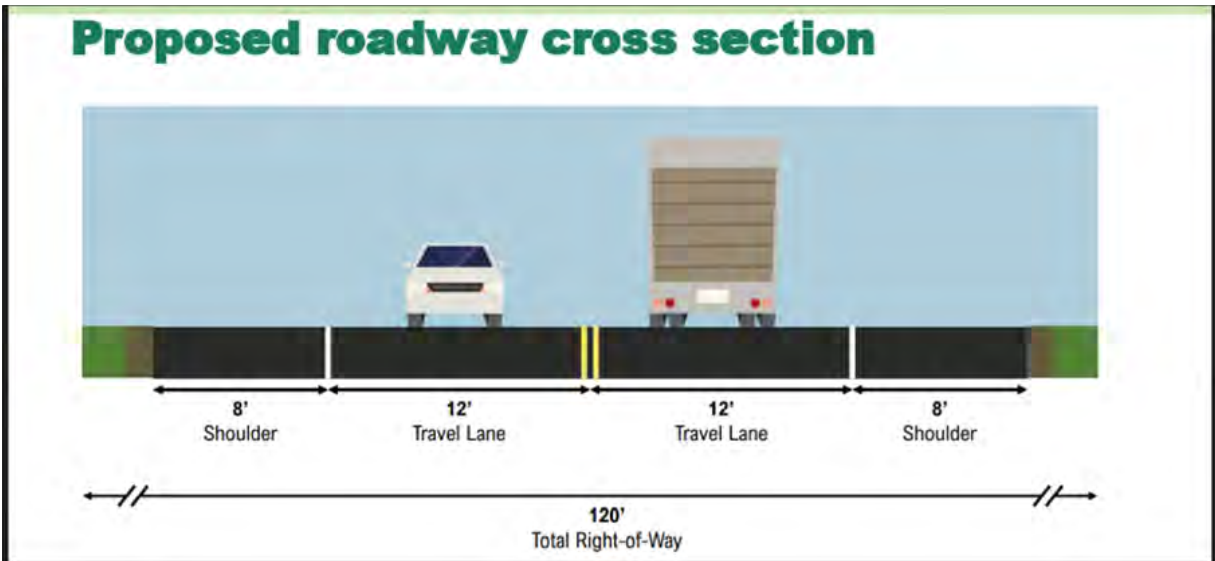 Proposed roadway cross section
8’ 12’ 12’ 8’
Shoulder Travel Lane Travel Lane Shoulder
120’
Total Right-of-Way